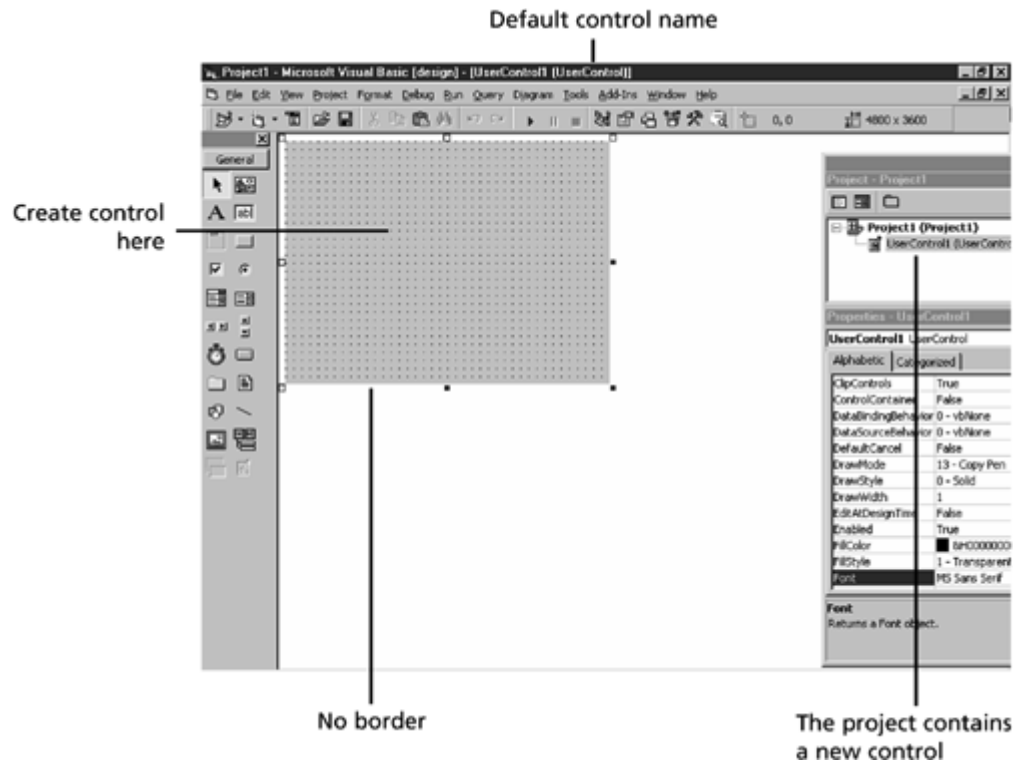 Default control name
Project1 - Microsoft Visual Basic [design] - [UserControl1 (UserControl)]
File Edit View Project Format Debug Run Query Diagram Tools Add-Ins Window Help
0, 0 4800 x 3600
General
Project - Project1
Create control
here
Project1 (Project1)
UserControl1 (UserContro
Properties - UserControl1
UserControl1 UserControl
Alphabetic Categorized
ClipControls True
ControlContainer False
DataBindingBehavior 0 - vbNone
DataSourceBehavior 0 - vbNone
DefaultCancel False
DrawMode 13 - Copy Pen
DrawStyle 0 - Solid
DrawWidth 1
EditAtDesignTime False
Enabled True
FillColor &H0000000
FillStyle 1 - Transparent
Font MS Sans Serif
Font
Returns a Font object.
No border
The project contains
a new control